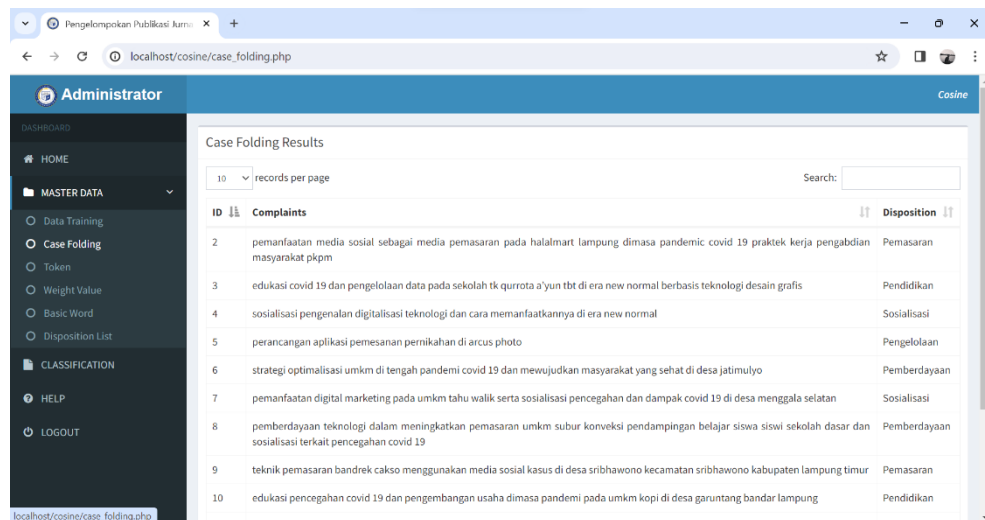 Pengelompokan Publikasi Jurna
localhost/cosine/case_folding.php
Administrator
Cosine
DASHBOARD
HOME
MASTER DATA
Data Training
Case Folding
Token
Weight Value
Basic Word
Disposition List
CLASSIFICATION
HELP
LOGOUT
Case Folding Results
10 records per page
Search:
ID Complaints Disposition
2 pemanfaatan media sosial sebagai media pemasaran pada halalmart lampung dimasa pandemic covid 19 praktek kerja pengabdian Pemasaran
masyarakat pkpm
3 edukasi covid 19 dan pengelolaan data pada sekolah tk qurrota a'yun tbt di era new normal berbasis teknologi desain grafis Pendidikan
4 sosialisasi pengenalan digitalisasi teknologi dan cara memanfaatkannya di era new normal Sosialisasi
5 perancangan aplikasi pemesanan pernikahan di arcus photo Pengelolaan
6 strategi optimalisasi umkm di tengah pandemi covid 19 dan mewujudkan masyarakat yang sehat di desa jatimulyo Pemberdayaan
7 pemanfaatan digital marketing pada umkm tahu walik serta sosialisasi pencegahan dan dampak covid 19 di desa menggala selatan Sosialisasi
8 pemberdayaan teknologi dalam meningkatkan pemasaran umkm subur konveksi pendampingan belajar siswa siswi sekolah dasar dan Pemberdayaan
sosialisasi terkait pencegahan covid 19
9 teknik pemasaran bandrek cakso menggunakan media sosial kasus di desa sribhawono kecamatan sribhawono kabupaten lampung timur Pemasaran
10 edukasi pencegahan covid 19 dan pengembangan usaha dimasa pandemi pada umkm kopi di desa garuntang bandar lampung Pendidikan
localhost/cosine/case_folding.php